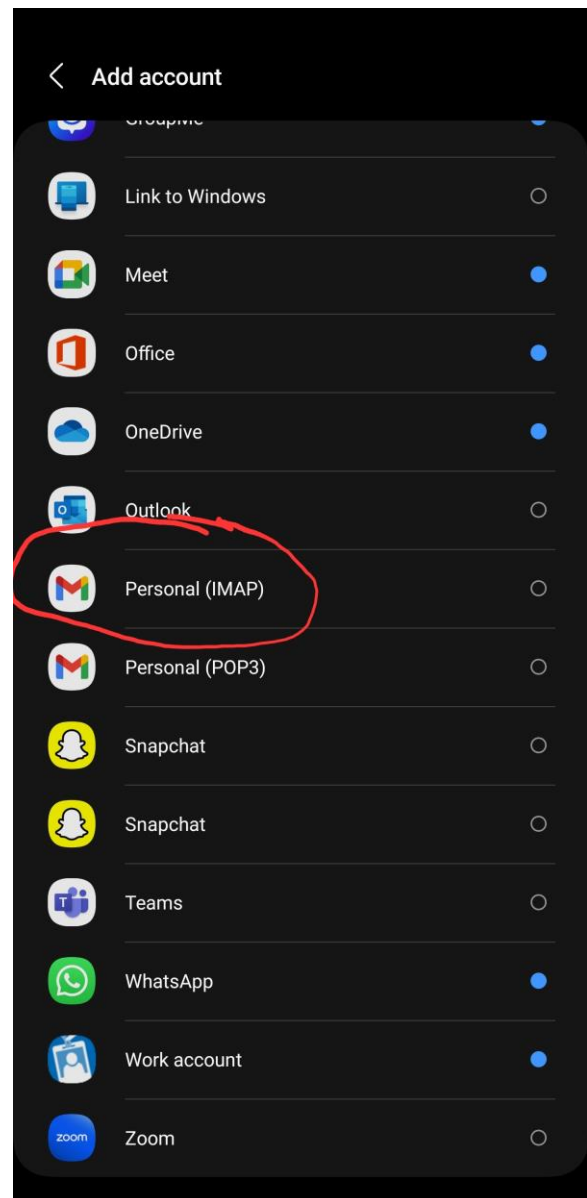 Add account
GroupMe
Link to Windows
Meet
Office
OneDrive
Outlook
Personal (IMAP)
Personal (POP3)
Snapchat
Snapchat
Teams
WhatsApp
Work account
zoom Zoom